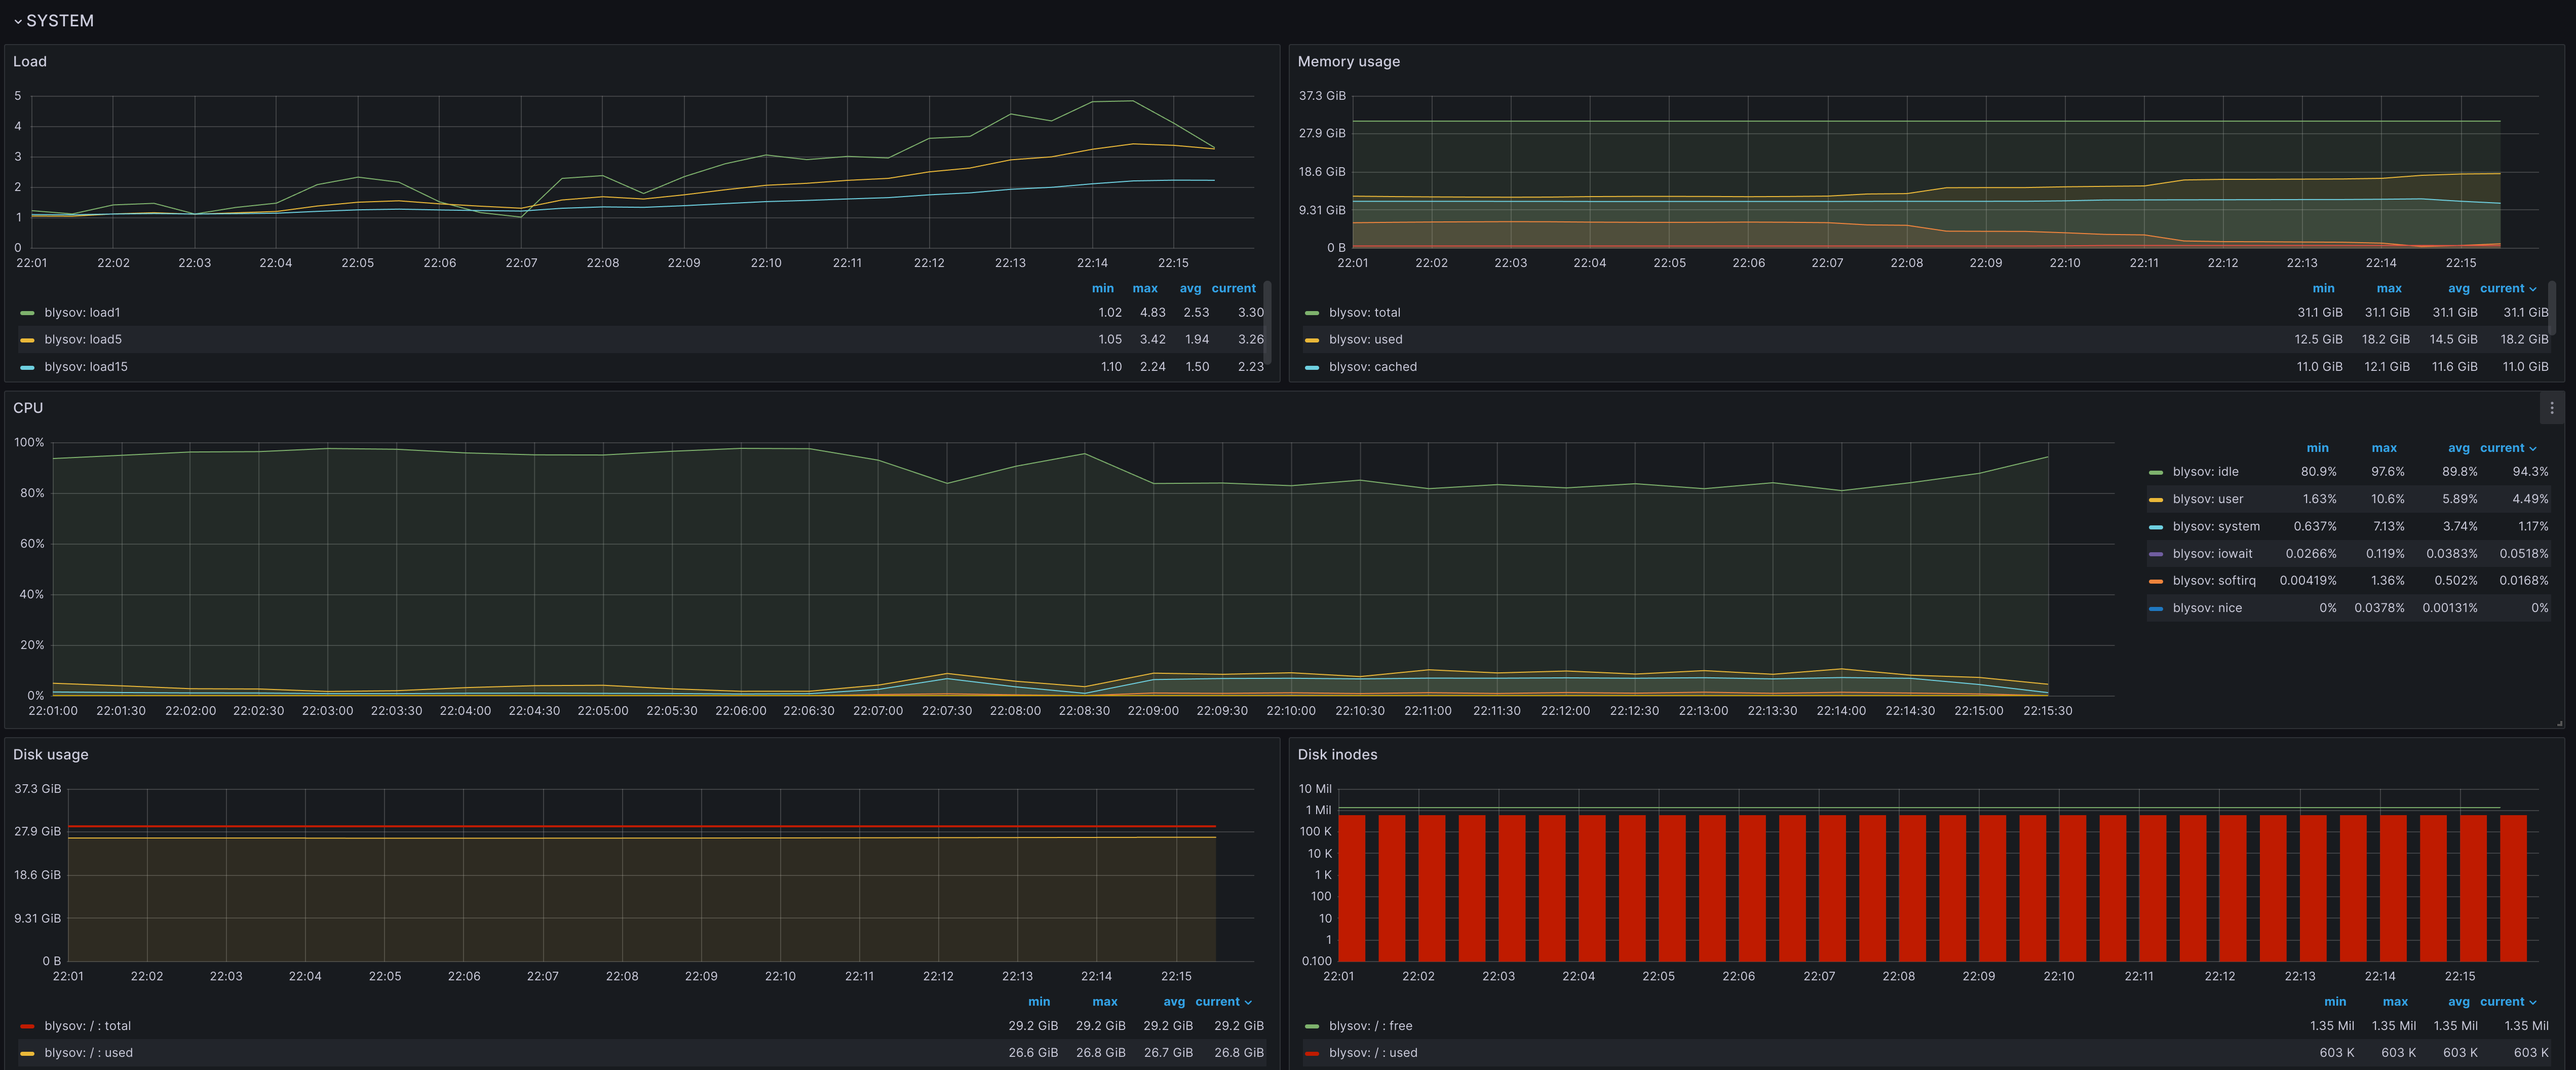 SYSTEM
Load
5
4
3
2
1
0
22:01 22:02 22:03 22:04 22:05 22:06 22:07 22:08 22:09 22:10 22:11 22:12 22:13 22:14 22:15
min max avg current
blysov: load1 1.02 4.83 2.53 3.30
blysov: load5 1.05 3.42 1.94 3.26
blysov: load15 1.10 2.24 1.50 2.23
Memory usage
37.3 GiB
27.9 GiB
18.6 GiB
9.31 GiB
0 B
22:01 22:02 22:03 22:04 22:05 22:06 22:07 22:08 22:09 22:10 22:11 22:12 22:13 22:14 22:15
min max avg current
blysov: total 31.1 GiB 31.1 GiB 31.1 GiB 31.1 GiB
blysov: used 12.5 GiB 18.2 GiB 14.5 GiB 18.2 GiB
blysov: cached 11.0 GiB 12.1 GiB 11.6 GiB 11.0 GiB
CPU
100%
80%
60%
40%
20%
0%
22:01:00 22:01:30 22:02:00 22:02:30 22:03:00 22:03:30 22:04:00 22:04:30 22:05:00 22:05:30 22:06:00 22:06:30 22:07:00 22:07:30 22:08:00 22:08:30 22:09:00 22:09:30 22:10:00 22:10:30 22:11:00 22:11:30 22:12:00 22:12:30 22:13:00 22:13:30 22:14:00 22:14:30 22:15:00 22:15:30
min max avg current
blysov: idle 80.9% 97.6% 89.8% 94.3%
blysov: user 1.63% 10.6% 5.89% 4.49%
blysov: system 0.637% 7.13% 3.74% 1.17%
blysov: iowait 0.0266% 0.119% 0.0383% 0.0518%
blysov: softirq 0.00419% 1.36% 0.502% 0.0168%
blysov: nice 0% 0.0378% 0.00131% 0%
Disk usage
37.3 GiB
27.9 GiB
18.6 GiB
9.31 GiB
0 B
22:01 22:02 22:03 22:04 22:05 22:06 22:07 22:08 22:09 22:10 22:11 22:12 22:13 22:14 22:15
min max avg current
blysov: / : total 29.2 GiB 29.2 GiB 29.2 GiB 29.2 GiB
blysov: / : used 26.6 GiB 26.8 GiB 26.7 GiB 26.8 GiB
Disk inodes
10 Mil
1 Mil
100 K
10 K
1 K
100
10
1
0.100
22:01 22:02 22:03 22:04 22:05 22:06 22:07 22:08 22:09 22:10 22:11 22:12 22:13 22:14 22:15
min max avg current
blysov: / : free 1.35 Mil 1.35 Mil 1.35 Mil 1.35 Mil
blysov: / : used 603 K 603 K 603 K 603 K